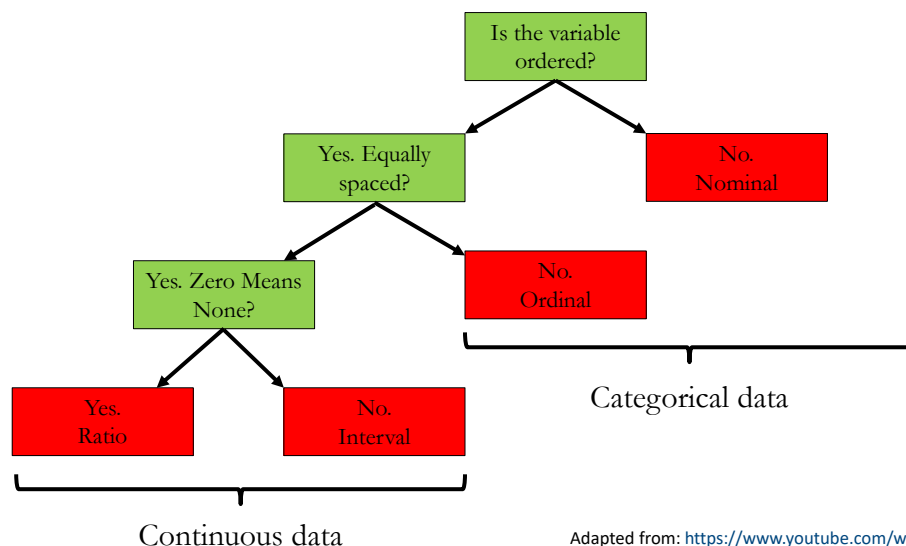 Is the variable
ordered?
Yes. Equally
spaced?
No.
Nominal
Yes. Zero Means
None?
No.
Ordinal
Yes.
Ratio
No.
Interval
Categorical data
Continuous data
Adapted from: https://www.youtube.com/w